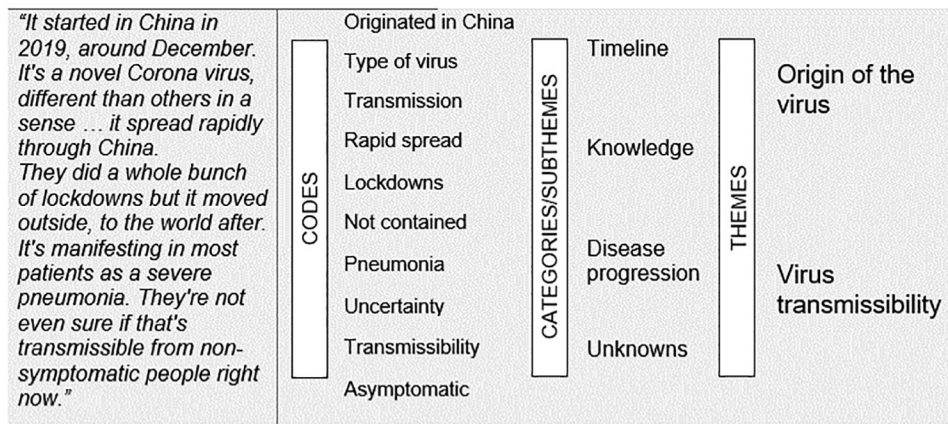 “It started in China in
2019, around December.
It's a novel Corona virus,
different than others in a
sense … it spread rapidly
through China.
They did a whole bunch
of lockdowns but it moved
outside, to the world after.
It's manifesting in most
patients as a severe
pneumonia. They're not
even sure if that's
transmissible from non-
symptomatic people right
now.”
CODES
Originated in China
Type of virus
Transmission
Rapid spread
Lockdowns
Not contained
Pneumonia
Uncertainty
Transmissibility
Asymptomatic
CATEGORIES/SUBTHEMES
Timeline
Knowledge
Disease
progression
Unknowns
THEMES
Origin of the
virus
Virus
transmissibility